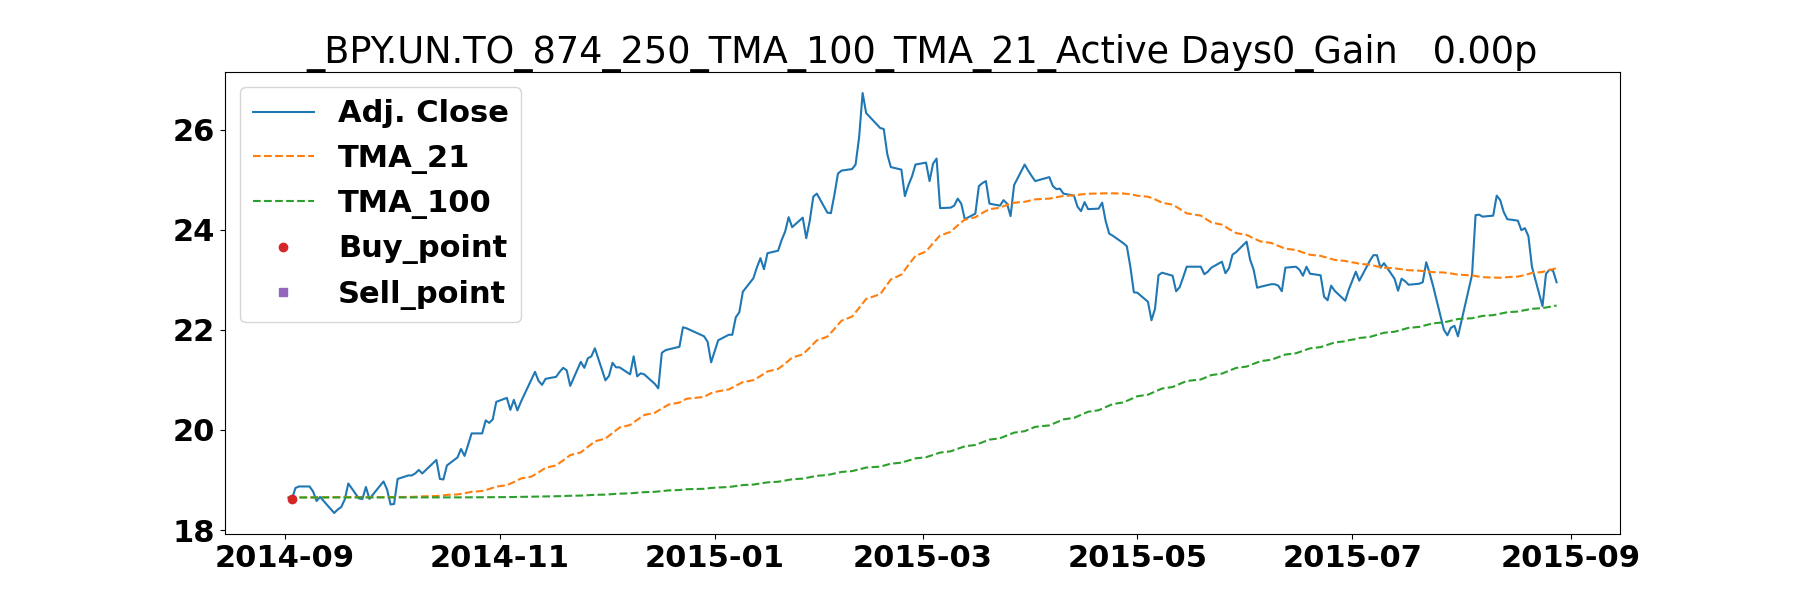 _BPY.UN.TO_874_250_TMA_100_TMA_21_Active Days0_Gain   0.00p
Adj. Close
TMA_21
TMA_100
Buy_point
Sell_point
26
24
22
20
18
2014-09 2014-11 2015-01 2015-03 2015-05 2015-07 2015-09